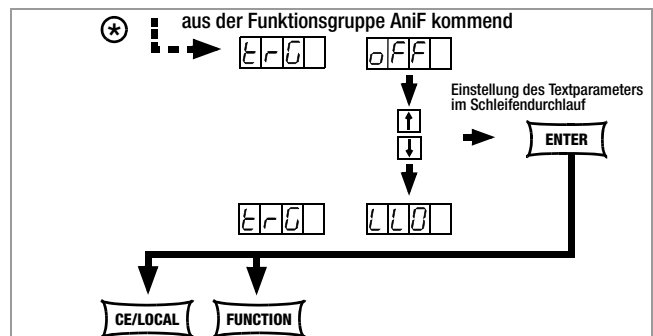 aus der Funktionsgruppe AniF kommend
trG oFF
Einstellung des Textparameters
im Schleifendurchlauf
ENTER
trG LLO
CE/LOCAL FUNCTION